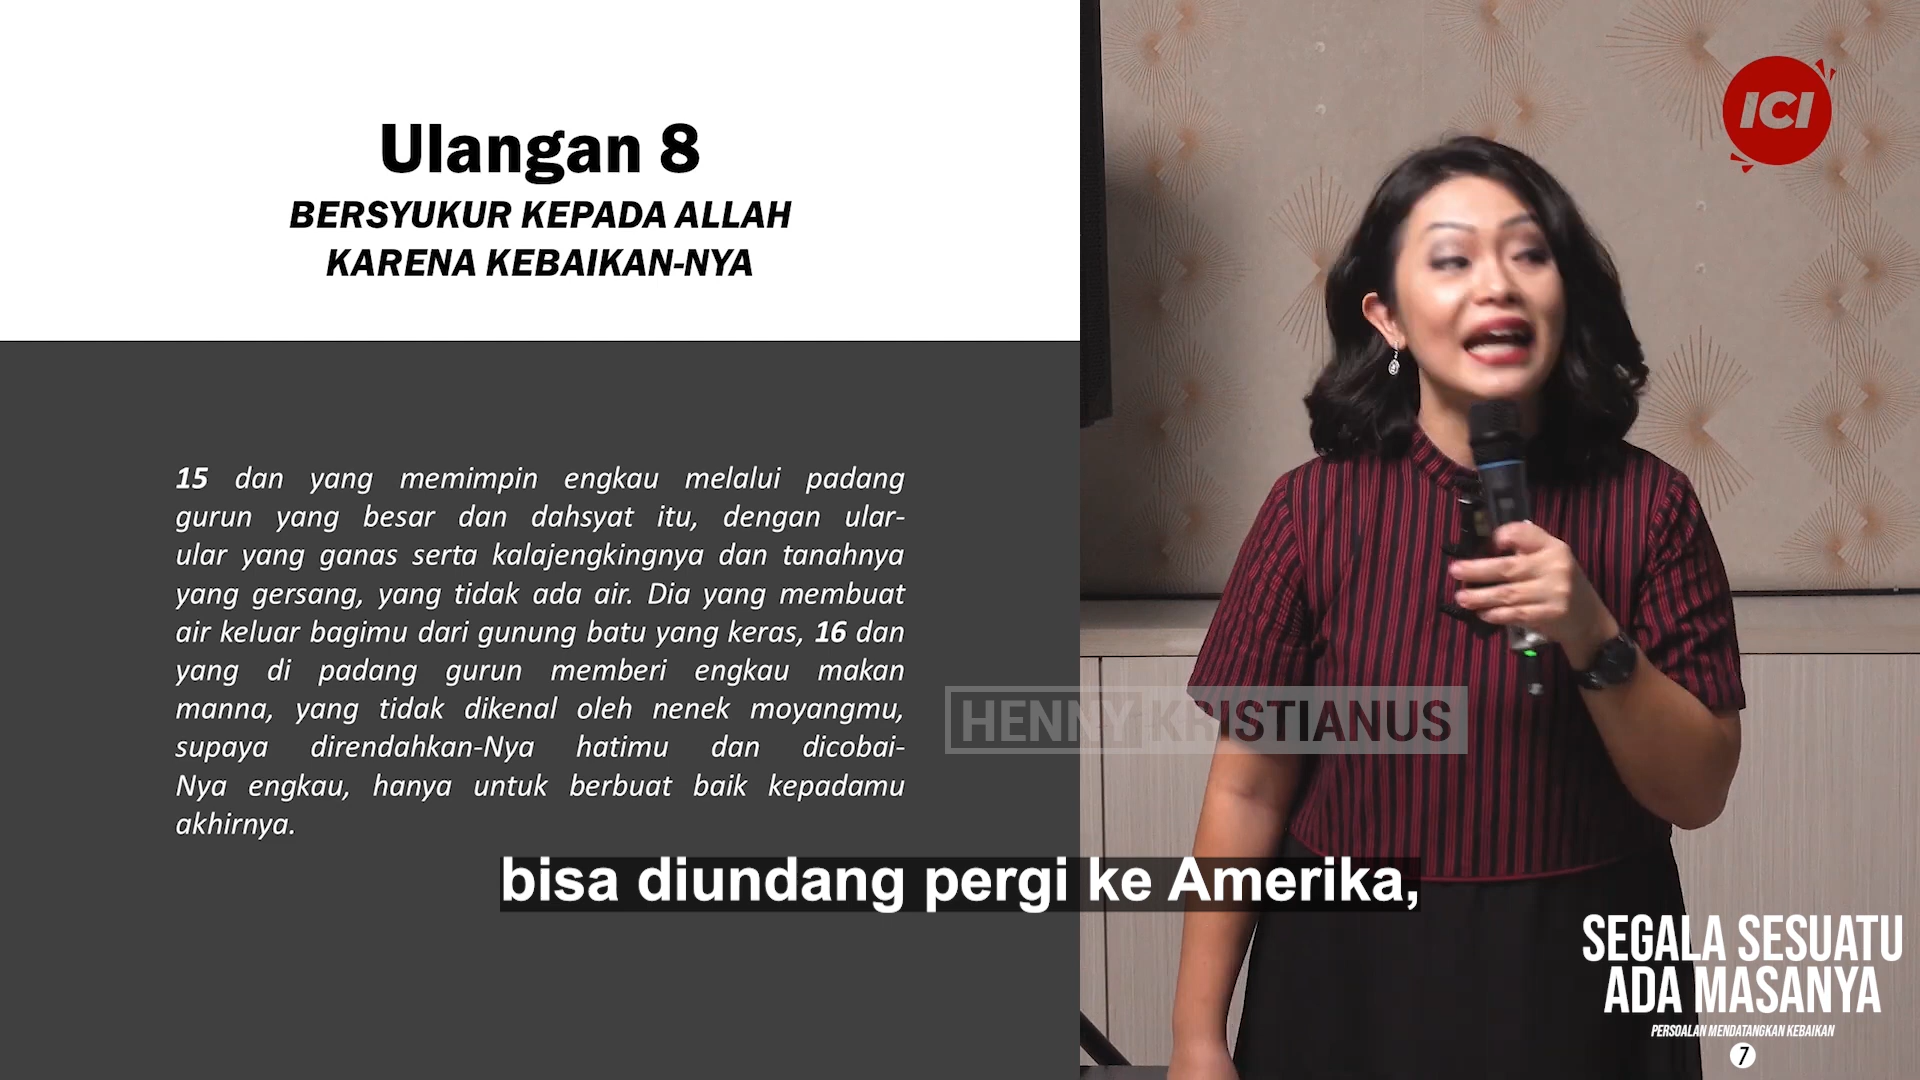 Ulangan 8
BERSYUKUR KEPADA ALLAH
KARENA KEBAIKAN-NYA
15 dan yang memimpin engkau melalui padang
gurun yang besar dan dahsyat itu, dengan ular-
ular yang ganas serta kalajengkingnya dan tanahnya
yang gersang, yang tidak ada air. Dia yang membuat
air keluar bagimu dari gunung batu yang keras, 16 dan
yang di padang gurun memberi engkau makan
manna, yang tidak dikenal oleh nenek moyangmu,
supaya direndahkan-Nya hatimu dan dicobai-
Nya engkau, hanya untuk berbuat baik kepadamu
akhirnya.
ICI
HENNY KRISTIANUS
bisa diundang pergi ke Amerika,
SEGALA SESUATU
ADA MASANYA
PERSOALAN MENDATANGKAN KEBAIKAN
7